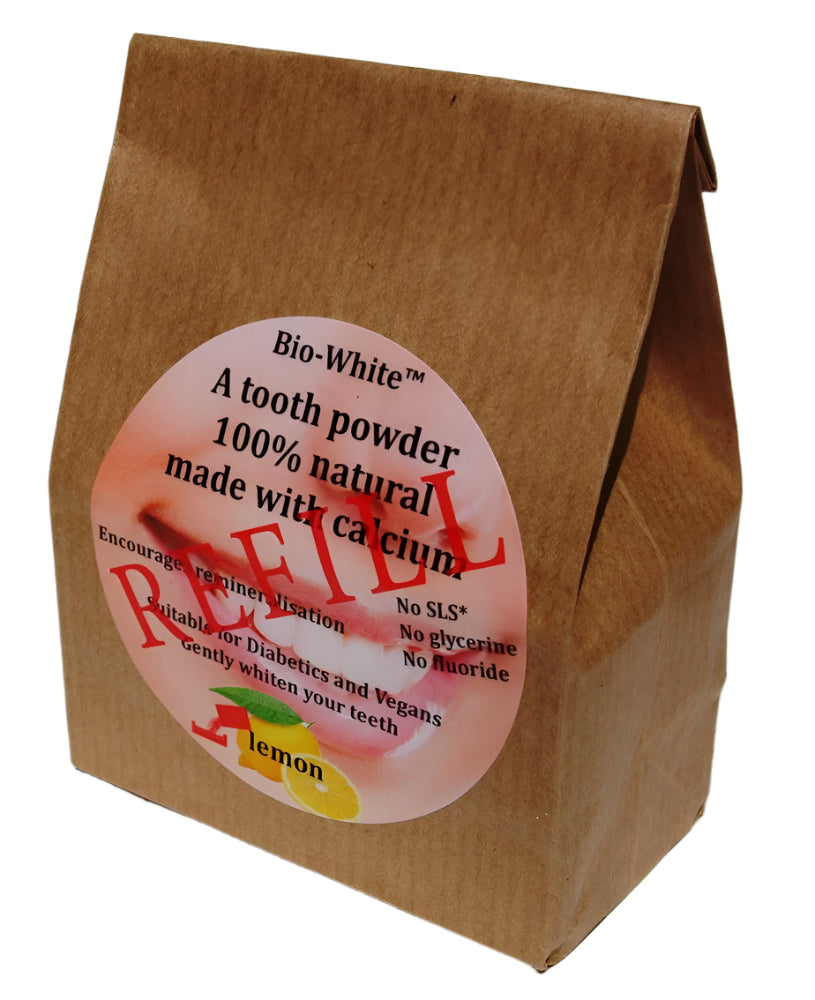 Bio-White™
A tooth powder
100% natural
made with calcium
REFILL
Encourages remineralisation
Suitable for Diabetics and Vegans
Gently whiten your teeth
No SLS*
No glycerine
No fluoride
lemon